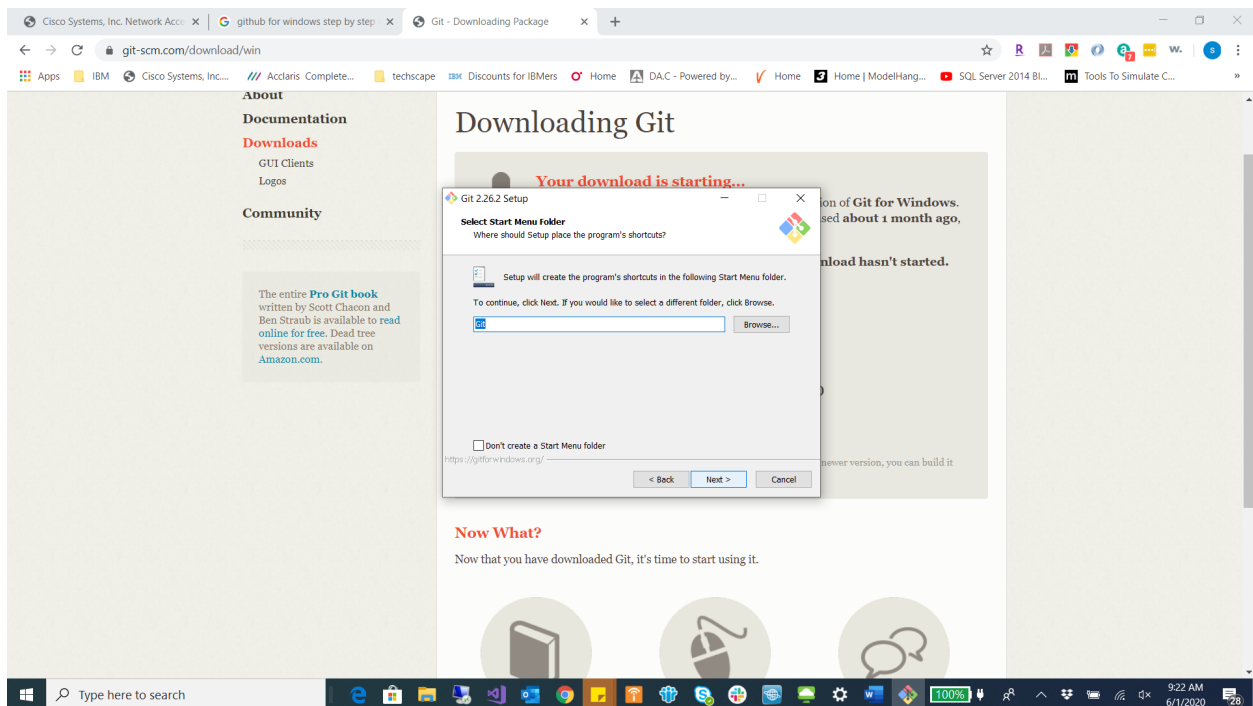 Cisco Systems, Inc. Network Acce
github for windows step by step
Git - Downloading Package
git-scm.com/download/win
Apps
IBM
Cisco Systems, Inc...
Acclaris Complete...
techscape
Discounts for IBMers
Home
DA.C - Powered by...
Home
Home | ModelHang...
SQL Server 2014 BI...
Tools To Simulate C...
About
Documentation
Downloads
GUI Clients
Logos
Community
The entire Pro Git book
written by Scott Chacon and
Ben Straub is available to read
online for free. Dead tree
versions are available on
Amazon.com.
Downloading Git
Your download is starting...
ion of Git for Windows.
sed about 1 month ago,
nload hasn't started.
newer version, you can build it
Git 2.26.2 Setup
Select Start Menu Folder
Where should Setup place the program's shortcuts?
Setup will create the program's shortcuts in the following Start Menu folder.
To continue, click Next. If you would like to select a different folder, click Browse.
Git
Browse...
Don't create a Start Menu folder
https://gitforwindows.org/
< Back
Next >
Cancel
Now What?
Now that you have downloaded Git, it's time to start using it.
Type here to search
100%
9:22 AM
6/1/2020
28